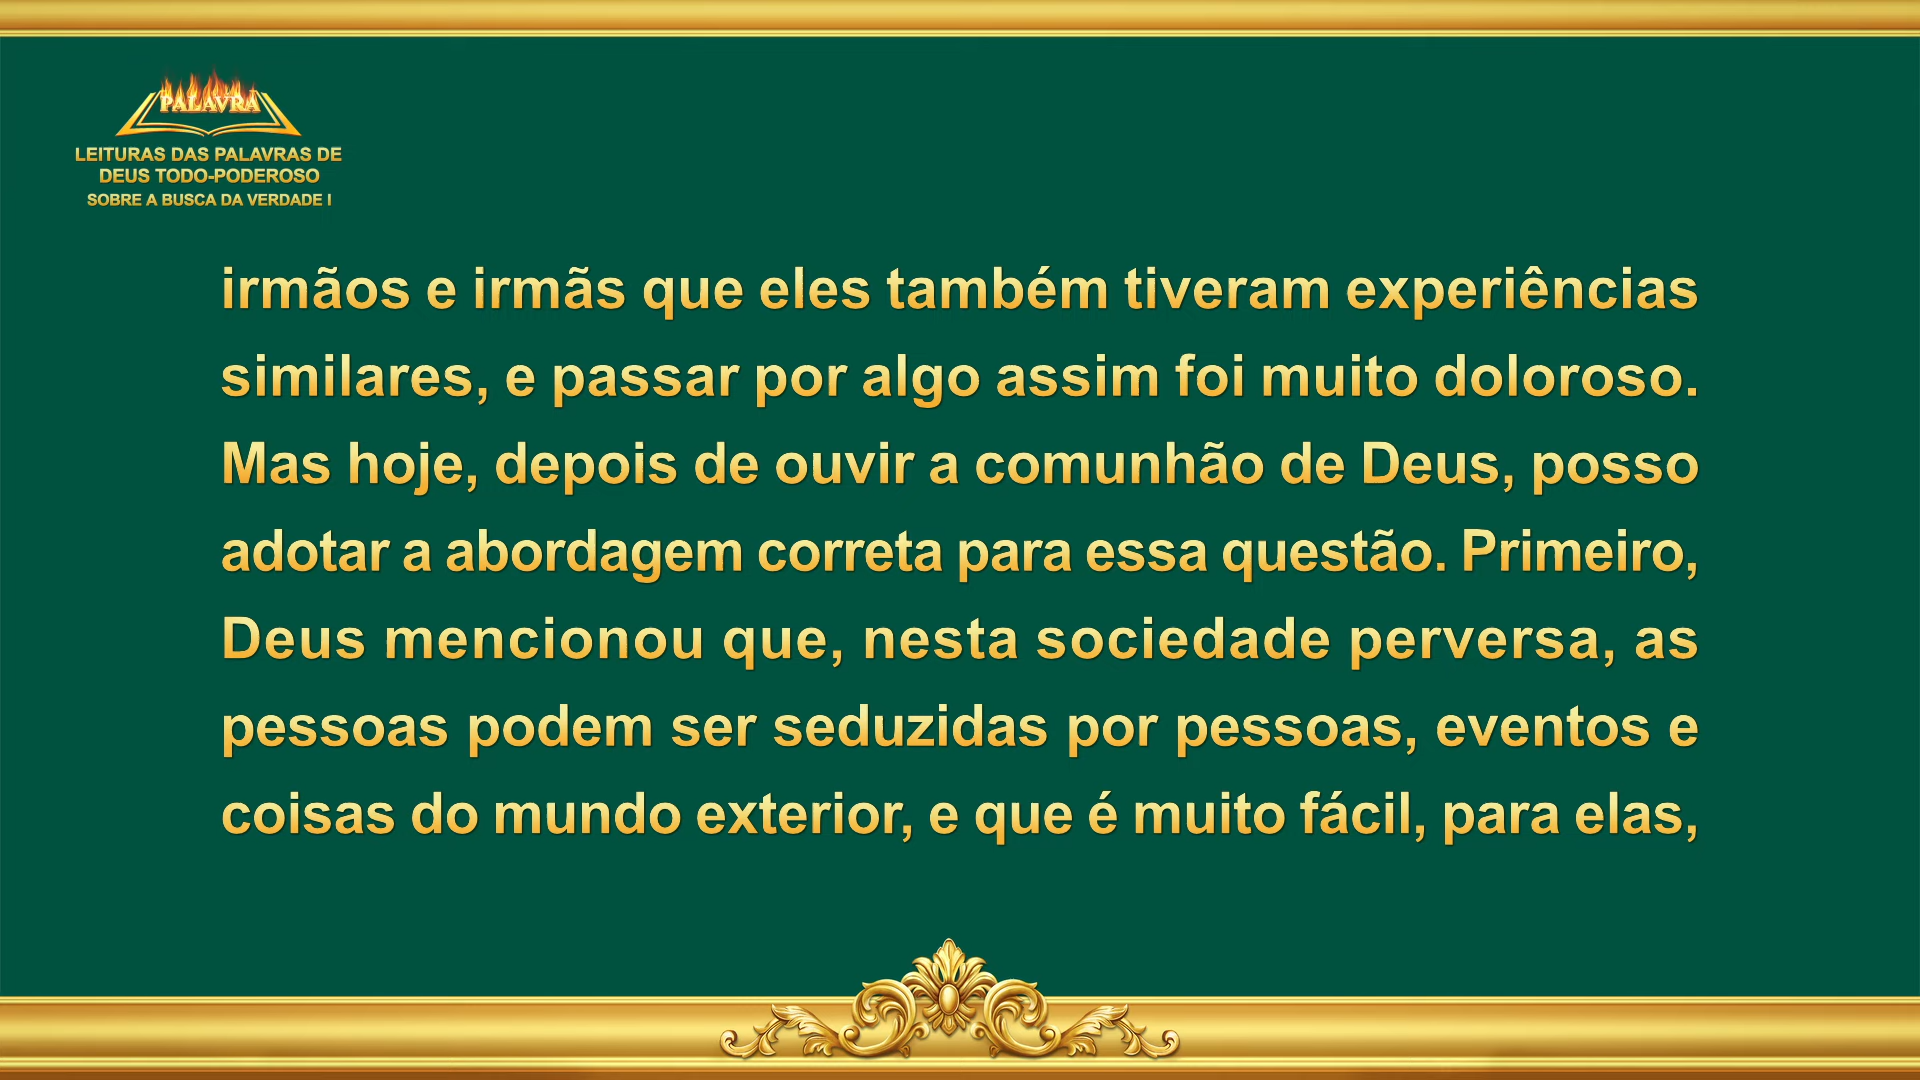 PALAVRA
LEITURAS DAS PALAVRAS DE
DEUS TODO-PODEROSO
SOBRE A BUSCA DA VERDADE I
irmãos e irmãs que eles também tiveram experiências
similares, e passar por algo assim foi muito doloroso.
Mas hoje, depois de ouvir a comunhão de Deus, posso
adotar a abordagem correta para essa questão. Primeiro,
Deus mencionou que, nesta sociedade perversa, as
pessoas podem ser seduzidas por pessoas, eventos e
coisas do mundo exterior, e que é muito fácil, para elas,